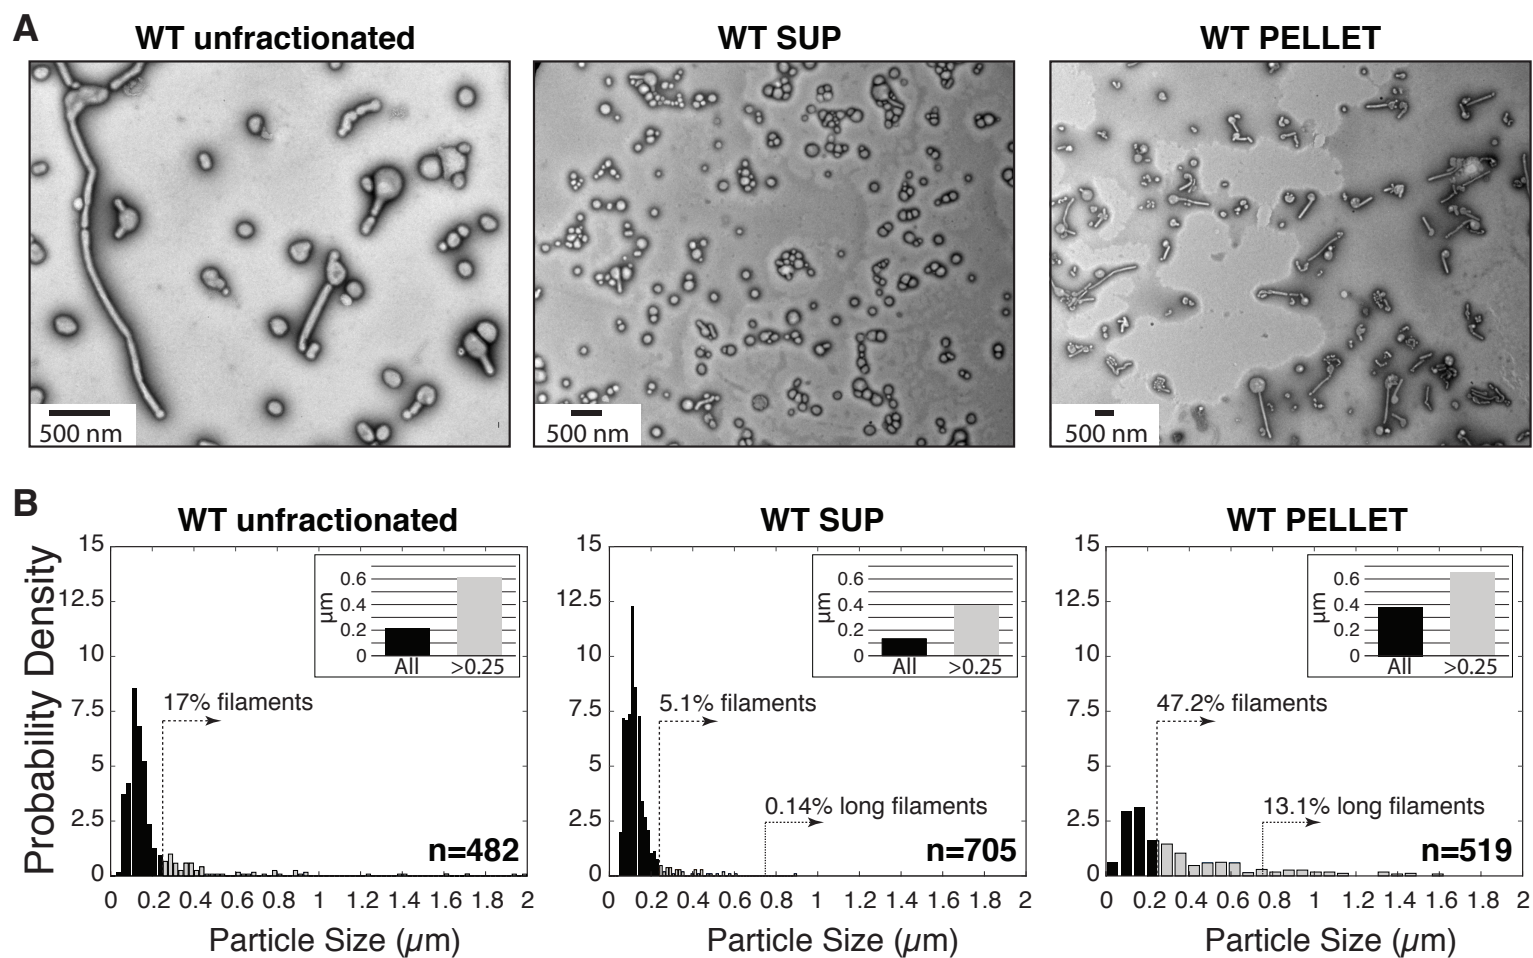 A
WT unfractionated
WT SUP
WT PELLET
500 nm
500 nm
500 nm
B
WT unfractionated
WT SUP
WT PELLET
Probability Density
15
12.5
10
7.5
5
2.5
0
0 0.2 0.4 0.6 0.8 1 1.2 1.4 1.6 1.8 2
Particle Size (µm)
µm
0.6
0.4
0.2
0
All >0.25
17% filaments
n=482
15
12.5
10
7.5
5
2.5
0
0 0.2 0.4 0.6 0.8 1 1.2 1.4 1.6 1.8 2
Particle Size (µm)
µm
0.6
0.4
0.2
0
All >0.25
5.1% filaments
0.14% long filaments
n=705
15
12.5
10
7.5
5
2.5
0
0 0.2 0.4 0.6 0.8 1 1.2 1.4 1.6 1.8 2
Particle Size (µm)
µm
0.6
0.4
0.2
0
All >0.25
47.2% filaments
13.1% long filaments
n=519